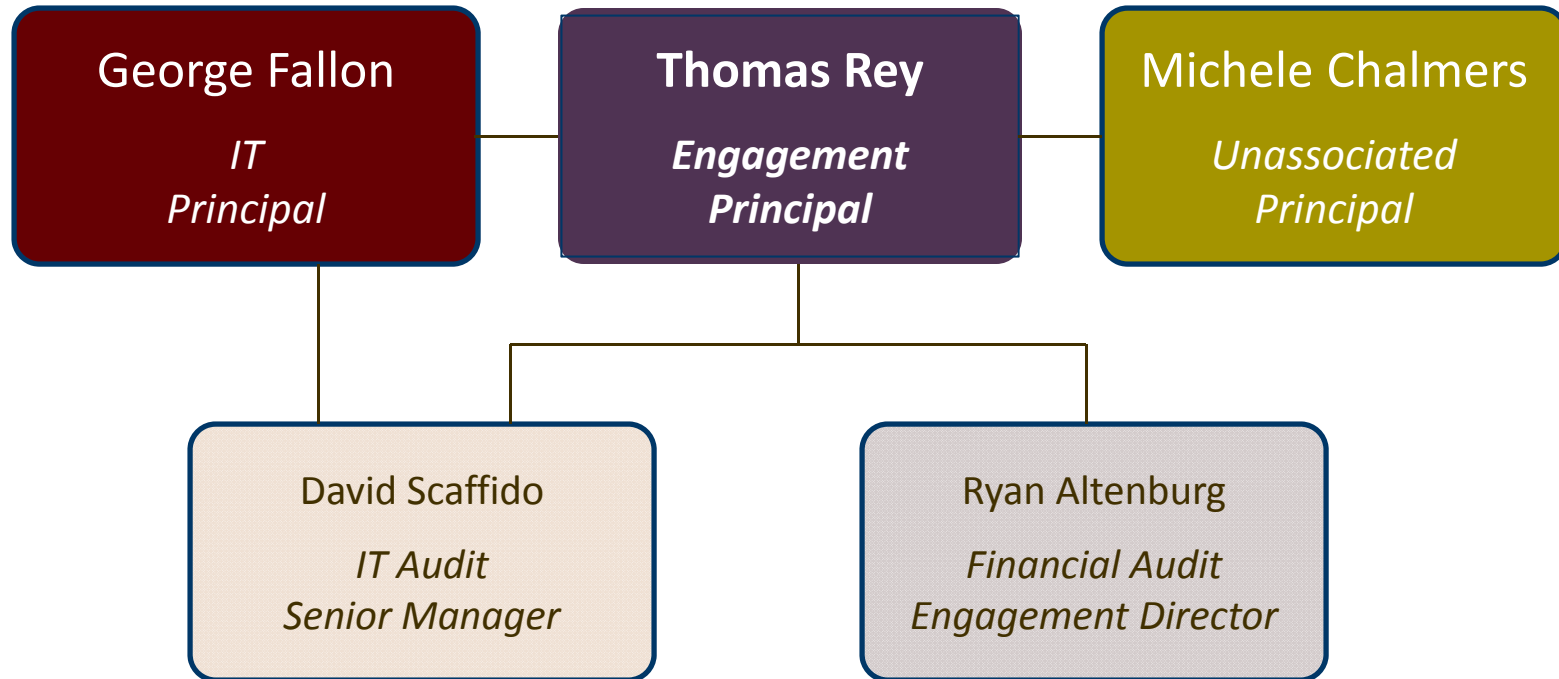 George Fallon
IT
Principal
Thomas Rey
Engagement
Principal
Michele Chalmers
Unassociated
Principal
David Scaffido
IT Audit
Senior Manager
Ryan Altenburg
Financial Audit
Engagement Director